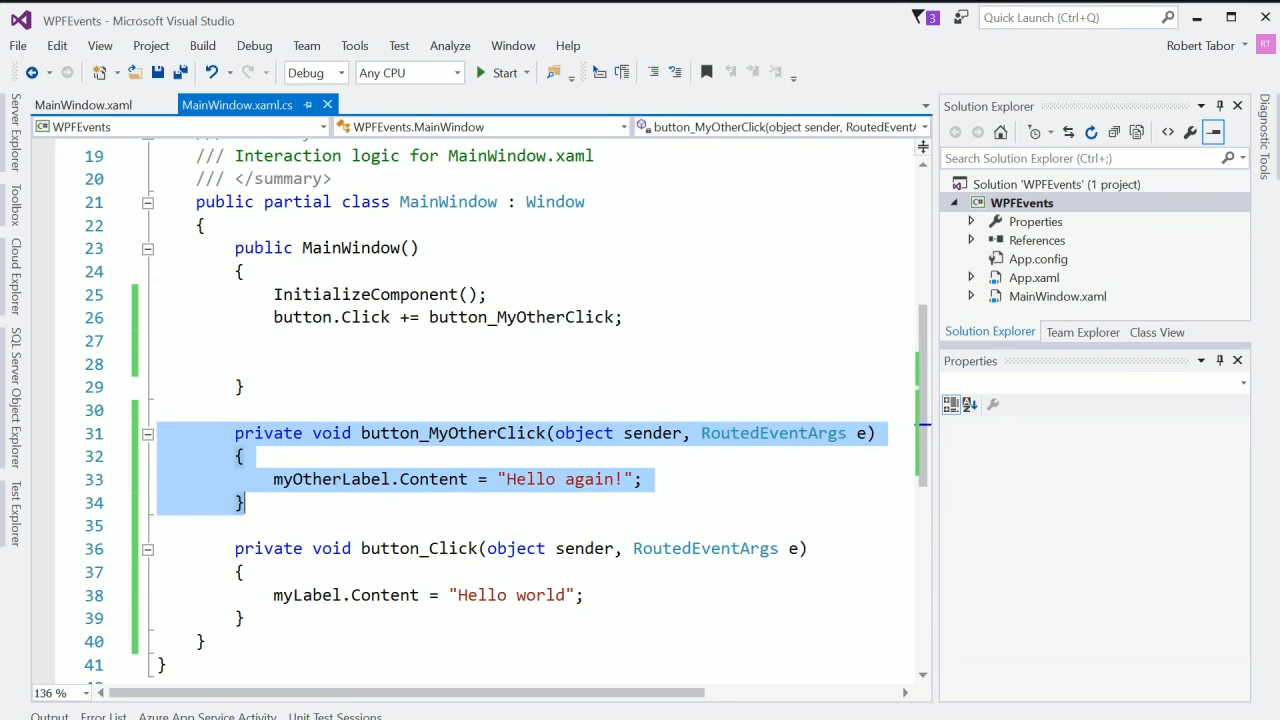 WPFEvents - Microsoft Visual Studio
3
Quick Launch (Ctrl+Q)
File Edit View Project Build Debug Team Tools Test Analyze Window Help
Robert Tabor RT
Debug Any CPU Start
MainWindow.xaml MainWindow.xaml.cs
WPFEvents WPFEvents.MainWindow button_MyOtherClick(object sender, RoutedEventA
19 /// Interaction logic for MainWindow.xaml
20 /// </summary>
21 public partial class MainWindow : Window
22 {
23 public MainWindow()
24 {
25 InitializeComponent();
26 button.Click += button_MyOtherClick;
27
28
29 }
30
31 private void button_MyOtherClick(object sender, RoutedEventArgs e)
32 {
33 myOtherLabel.Content = "Hello again!";
34 }
35
36 private void button_Click(object sender, RoutedEventArgs e)
37 {
38 myLabel.Content = "Hello world";
39 }
40 }
41 }
136 %
Output Error List Azure App Service Activity Unit Test Sessions
Server Explorer
Toolbox
Cloud Explorer
SQL Server Object Explorer
Test Explorer
Solution Explorer
Search Solution Explorer (Ctrl+;)
Solution 'WPFEvents' (1 project)
C# WPFEvents
Properties
References
App.config
App.xaml
MainWindow.xaml
Solution Explorer Team Explorer Class View
Properties
Diagnostic Tools